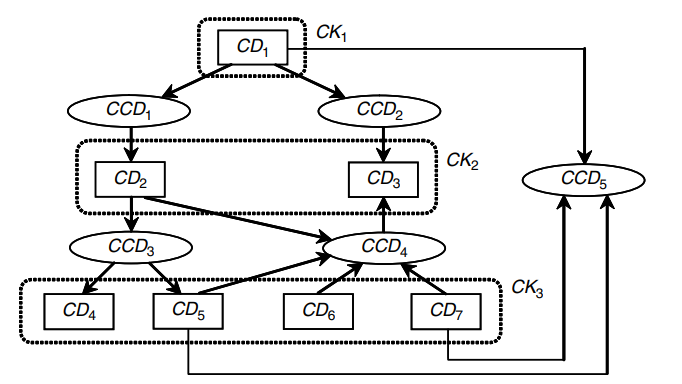 CD₁ CK₁
CCD₁ CCD₂
CD₂ CD₃ CK₂
CCD₅
CCD₃ CCD₄
CD₄ CD₅ CD₆ CD₇ CK₃